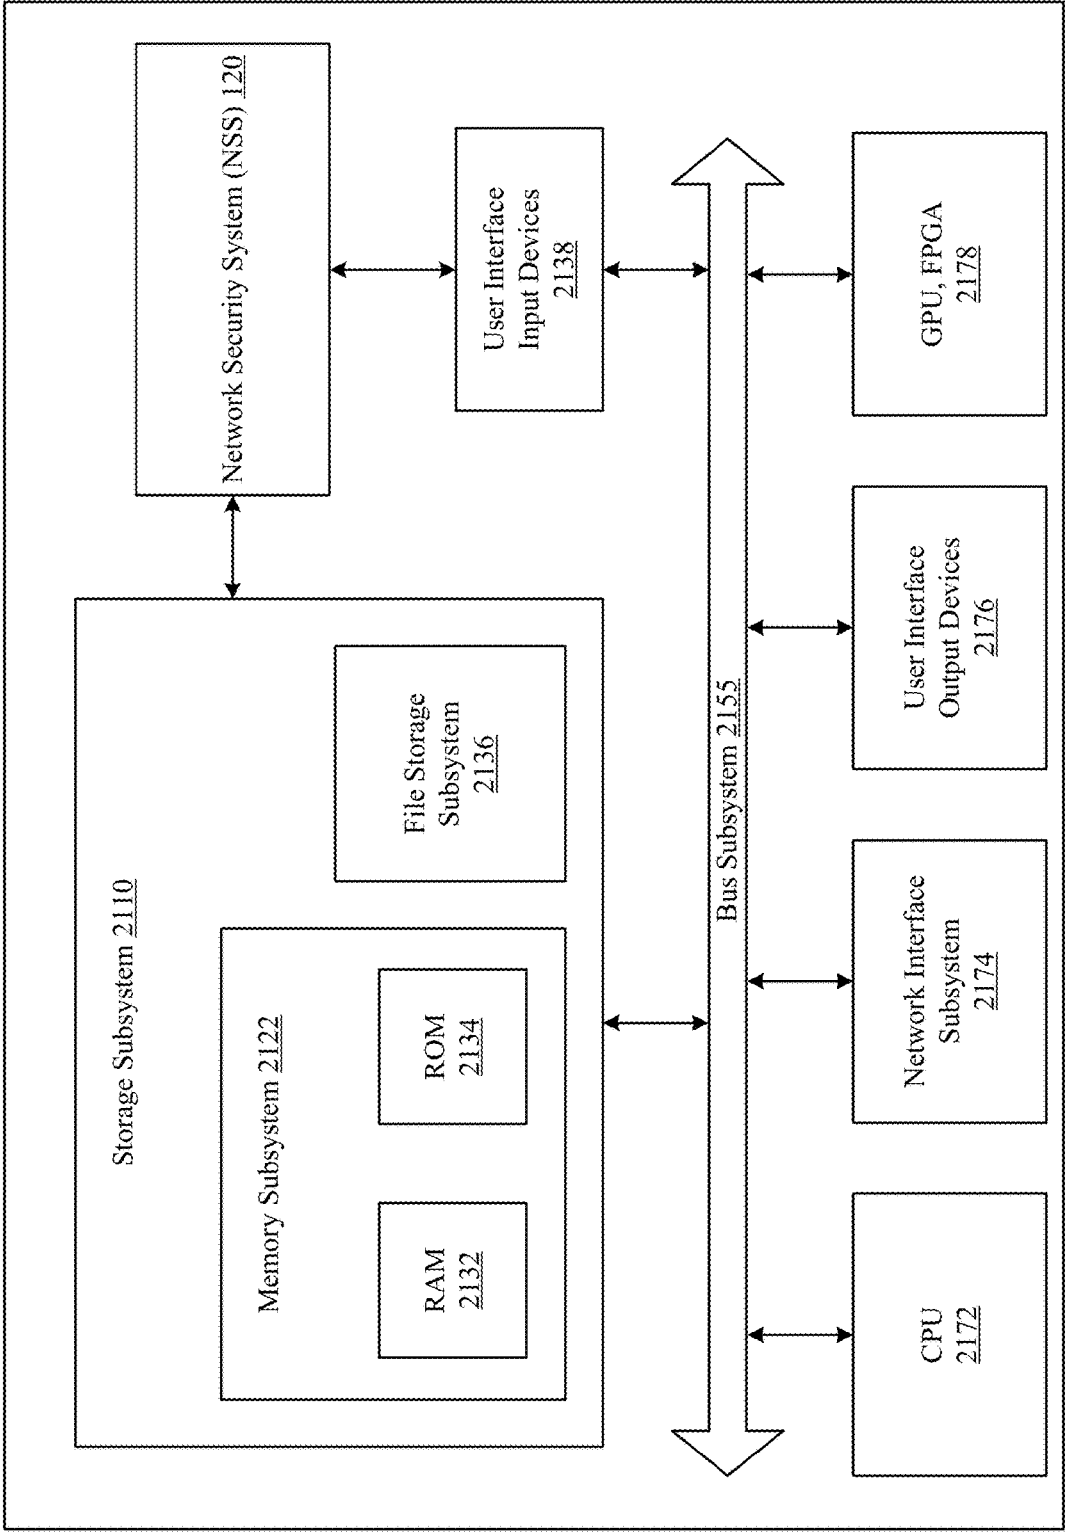 Storage Subsystem 2110
Network Security System (NSS) 120
Memory Subsystem 2122
File Storage
Subsystem
2136
RAM
2132
ROM
2134
User Interface
Input Devices
2138
Bus Subsystem 2155
CPU
2172
Network Interface
Subsystem
2174
User Interface
Output Devices
2176
GPU, FPGA
2178